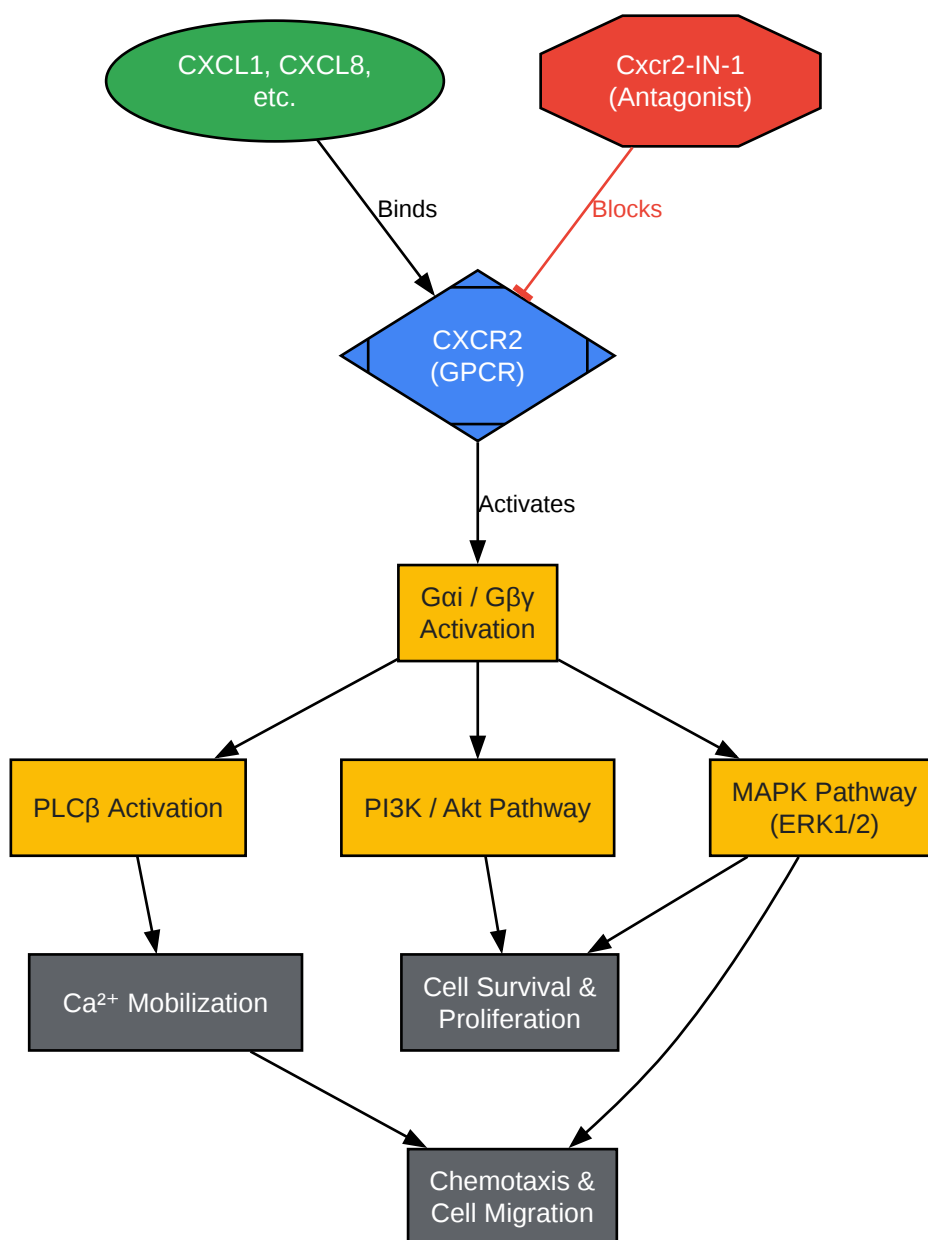 CXCL1, CXCL8,
etc.
Cxcr2-IN-1
(Antagonist)
Binds
Blocks
CXCR2
(GPCR)
Activates
Gαi / Gβγ
Activation
PLCβ Activation
PI3K / Akt Pathway
MAPK Pathway
(ERK1/2)
Ca²⁺ Mobilization
Cell Survival &
Proliferation
Chemotaxis &
Cell Migration